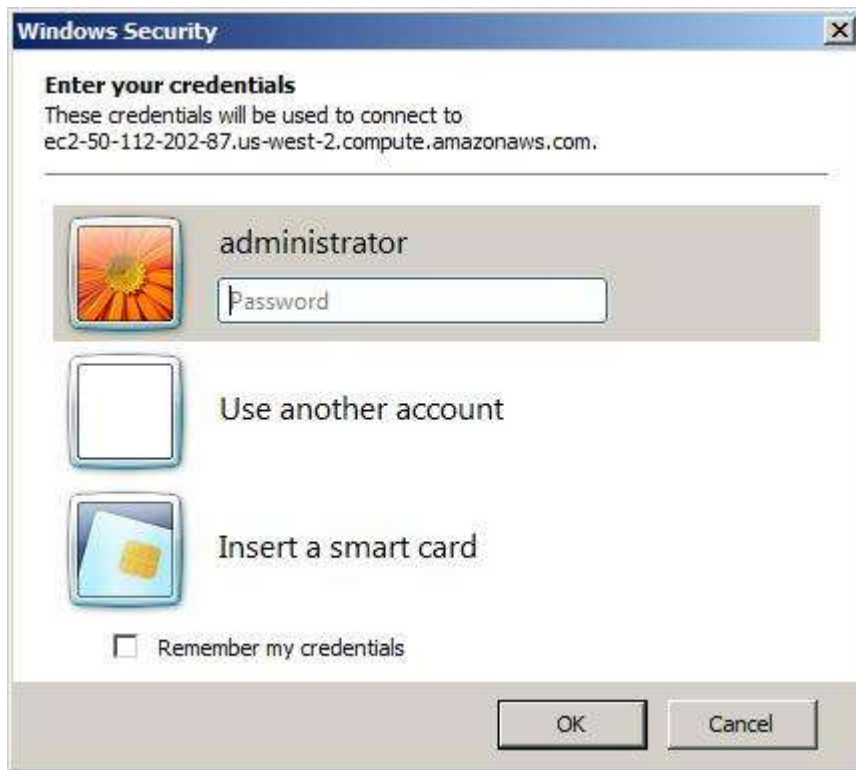 Windows Security
Enter your credentials
These credentials will be used to connect to
ec2-50-112-202-87.us-west-2.compute.amazonaws.com.
administrator
Password
Use another account
Insert a smart card
Remember my credentials
OK
Cancel